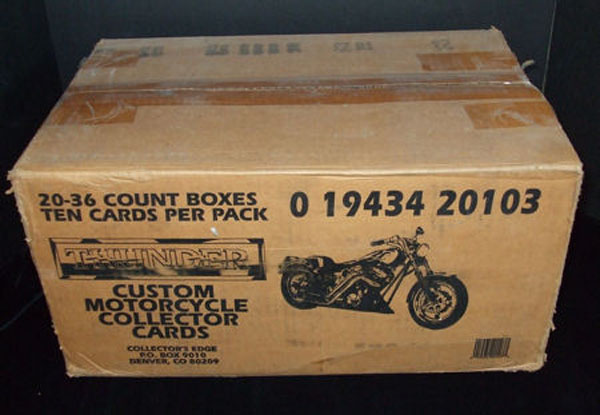 20-36 COUNT BOXES
TEN CARDS PER PACK
0 19434 20103
THUNDER
CUSTOM
MOTORCYCLE
COLLECTOR
CARDS
COLLECTOR'S EDGE
P.O. BOX 9010
DENVER, CO 80209